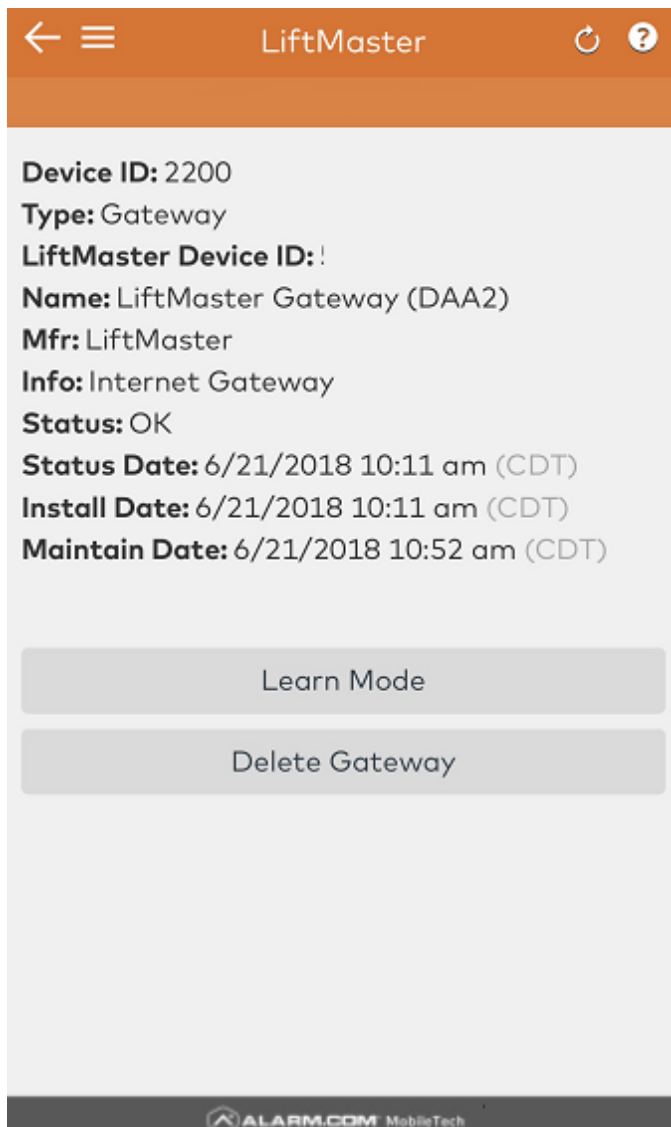 LiftMaster
Device ID: 2200
Type: Gateway
LiftMaster Device ID:
Name: LiftMaster Gateway (DAA2)
Mfr: LiftMaster
Info: Internet Gateway
Status: OK
Status Date: 6/21/2018 10:11 am (CDT)
Install Date: 6/21/2018 10:11 am (CDT)
Maintain Date: 6/21/2018 10:52 am (CDT)
Learn Mode
Delete Gateway
ALARM.COM MobileTech